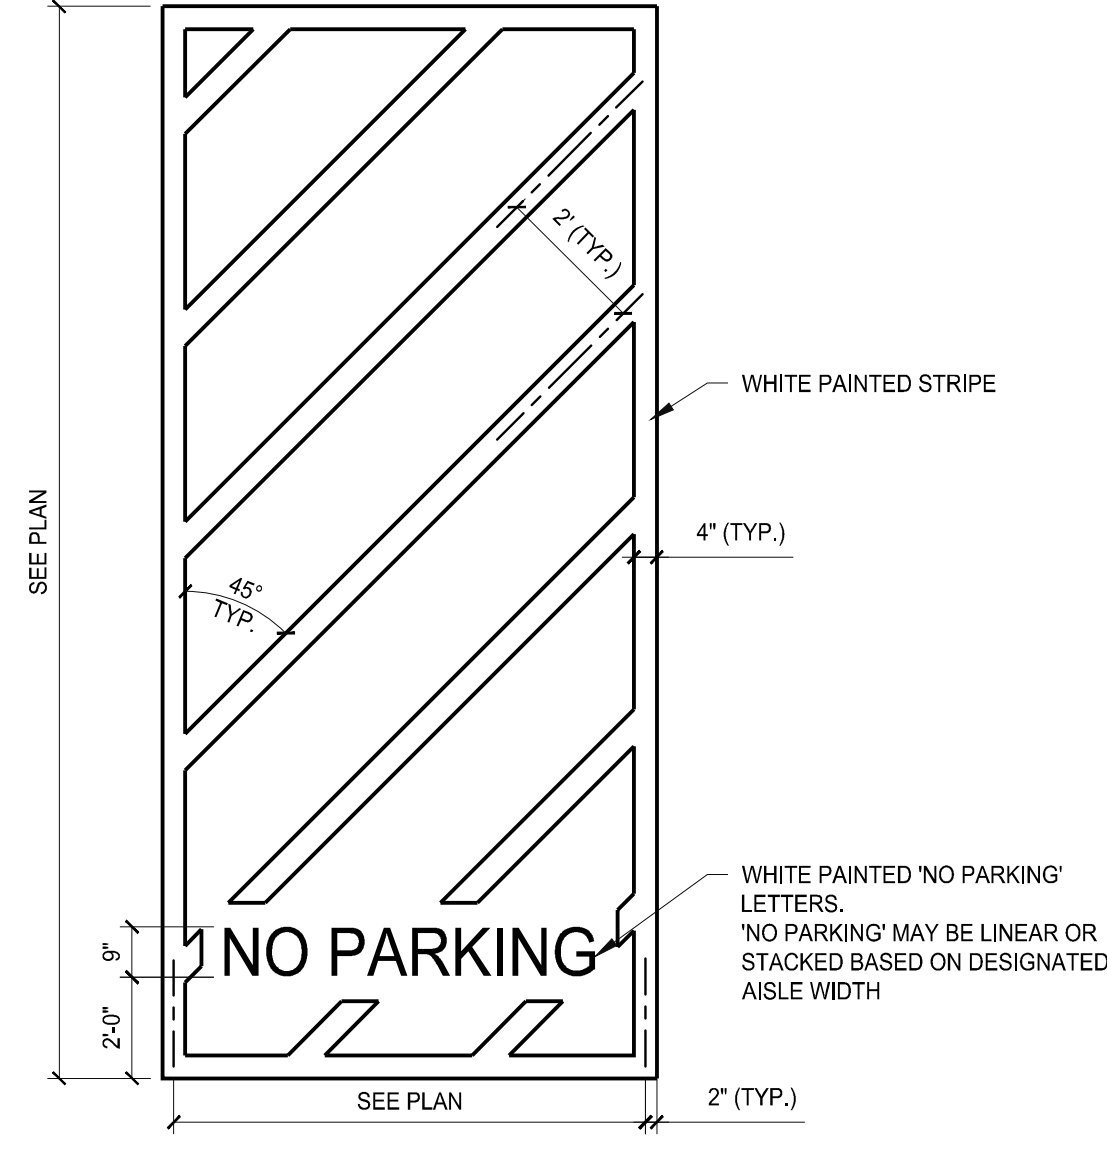 2' (TYP.)
WHITE PAINTED STRIPE
SEE PLAN
4" (TYP.)
45°
TYP.
WHITE PAINTED 'NO PARKING'
LETTERS.
'NO PARKING' MAY BE LINEAR OR
STACKED BASED ON DESIGNATED
AISLE WIDTH
9"
NO PARKING
2'-0"
SEE PLAN
2" (TYP.)